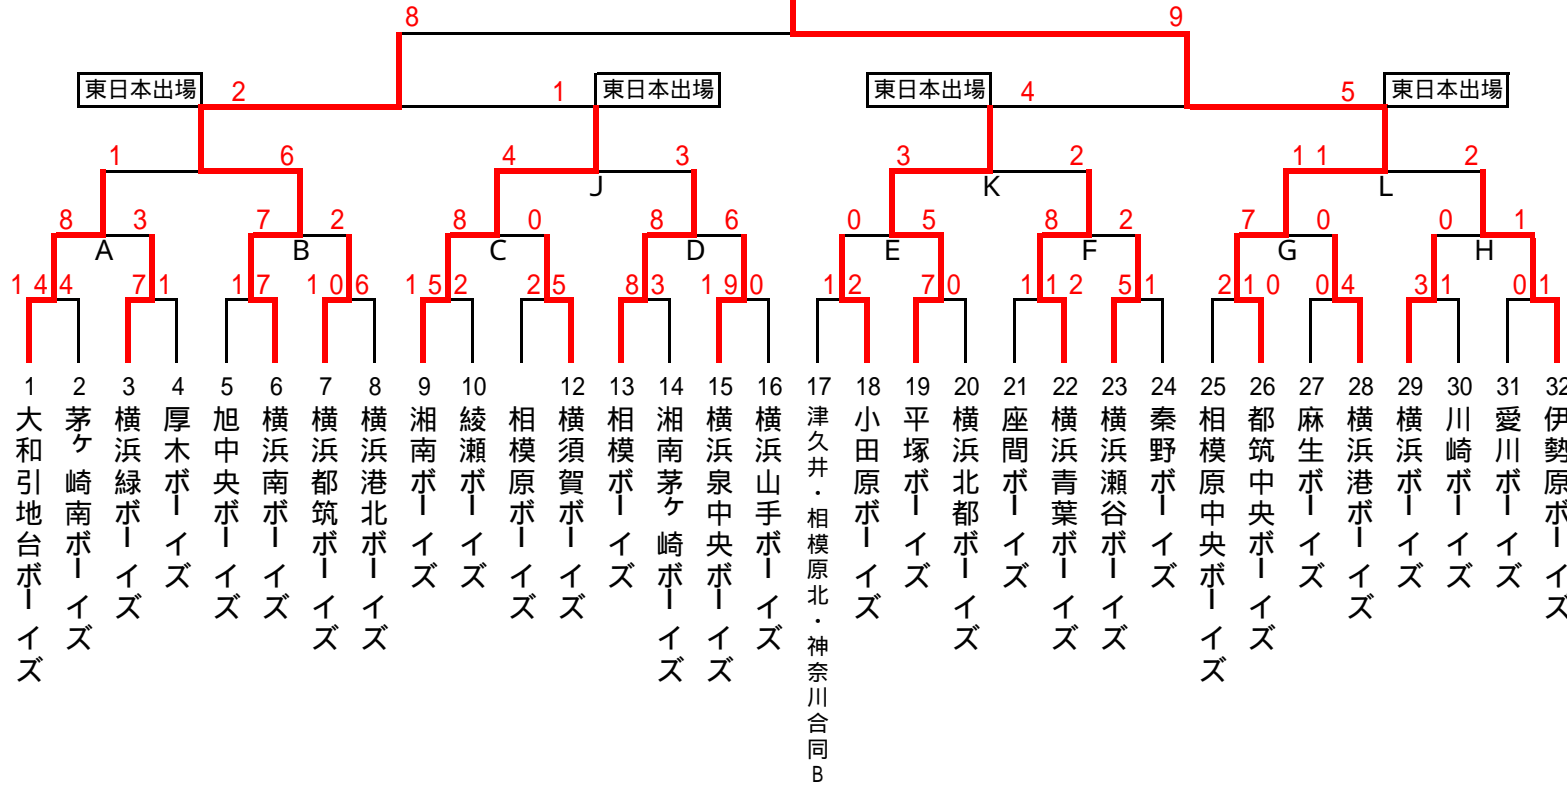 8 9
東日本出場 2 1 東日本出場 東日本出場 4 5 東日本出場
1 6 4 3 3 2 11 2
J K L
8 3 7 2 8 0 8 6 0 5 8 2 7 0 0 1
A B C D E F G H
14 4 7 1 1 7 10 6 15 2 2 5 8 3 19 0 1 2 7 0 1 12 5 1 2 10 0 4 3 1 0 1
1 2 3 4 5 6 7 8 9 10 12 13 14 15 16 17 18 19 20 21 22 23 24 25 26 27 28 29 30 31 32
大和引地台ボーイズ
茅ヶ崎南ボーイズ
横浜緑ボーイズ
厚木ボーイズ
旭中央ボーイズ
横浜南ボーイズ
横浜都筑ボーイズ
横浜港北ボーイズ
湘南ボーイズ
綾瀬ボーイズ
相模原ボーイズ
横須賀ボーイズ
相模ボーイズ
湘南茅ヶ崎ボーイズ
横浜泉中央ボーイズ
横浜山手ボーイズ
津久井・相模原北・神奈川合同B
小田原ボーイズ
平塚ボーイズ
横浜北都ボーイズ
座間ボーイズ
横浜青葉ボーイズ
横浜瀬谷ボーイズ
秦野ボーイズ
相模原中央ボーイズ
都筑中央ボーイズ
麻生ボーイズ
横浜港ボーイズ
横浜ボーイズ
川崎ボーイズ
愛川ボーイズ
伊勢原ボーイズ